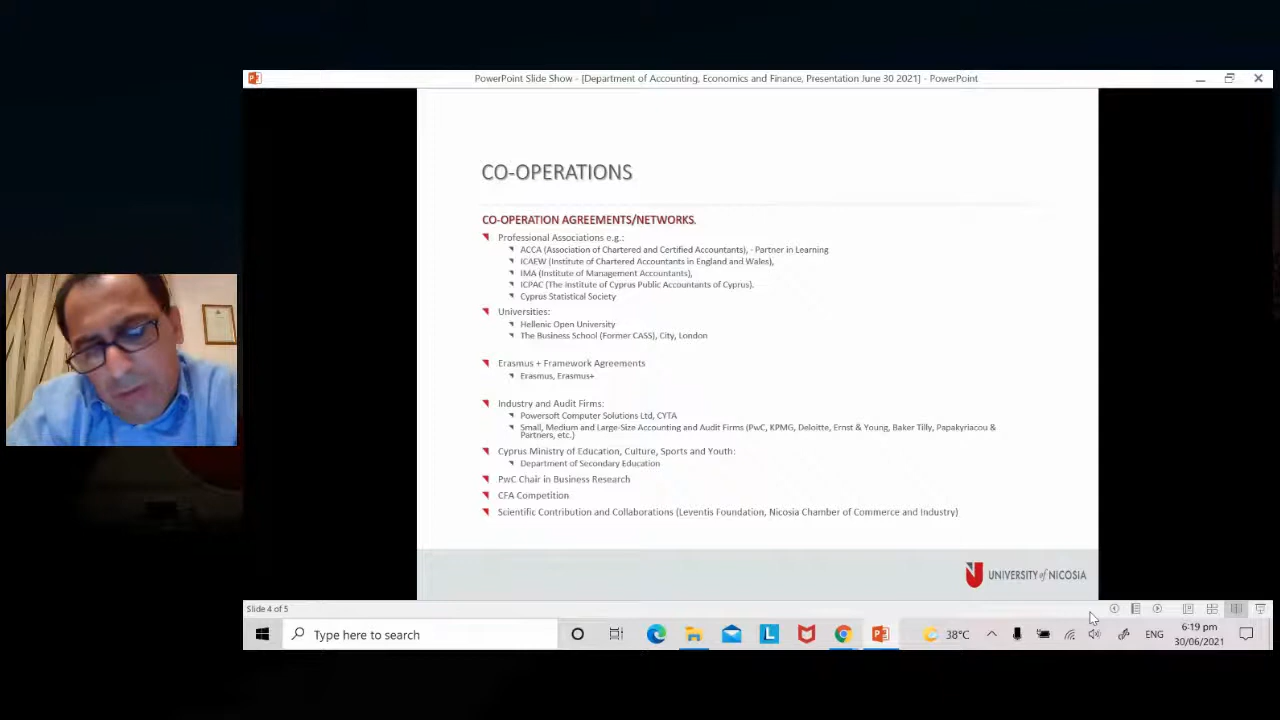 PowerPoint Slide Show - [Department of Accounting, Economics and Finance, Presentation June 30 2021] - PowerPoint
CO-OPERATIONS
CO-OPERATION AGREEMENTS/NETWORKS.
Professional Associations e.g.:
ACCA (Association of Chartered and Certified Accountants), - Partner in Learning
ICAEW (Institute of Chartered Accountants in England and Wales),
IMA (Institute of Management Accountants),
ICPAC (The Institute of Cyprus Public Accountants of Cyprus).
Cyprus Statistical Society
Universities:
Hellenic Open University
The Business School (Former CASS), City, London
Erasmus + Framework Agreements
Erasmus, Erasmus+
Industry and Audit Firms:
Powersoft Computer Solutions Ltd, CYTA
Small, Medium and Large-Size Accounting and Audit Firms (PwC, KPMG, Deloitte, Ernst & Young, Baker Tilly, Papakyriacou &
Partners, etc.)
Cyprus Ministry of Education, Culture, Sports and Youth:
Department of Secondary Education
PwC Chair in Business Research
CFA Competition
Scientific Contribution and Collaborations (Leventis Foundation, Nicosia Chamber of Commerce and Industry)
UNIVERSITY of NICOSIA
Slide 4 of 5
Type here to search
L
38°C
ENG
6:19 pm
30/06/2021